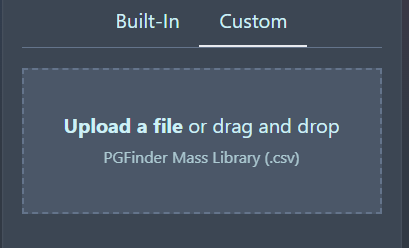 Built-In Custom
Upload a file or drag and drop
PGFinder Mass Library (.csv)